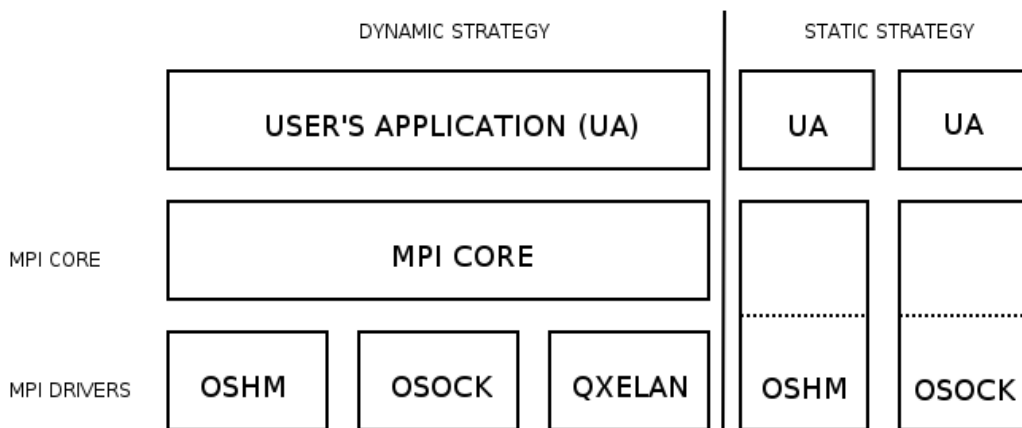 DYNAMIC STRATEGY
STATIC STRATEGY
USER'S APPLICATION (UA)
UA
UA
MPI CORE
MPI CORE
MPI DRIVERS
OSHM
OSOCK
QXELAN
OSHM
OSOCK